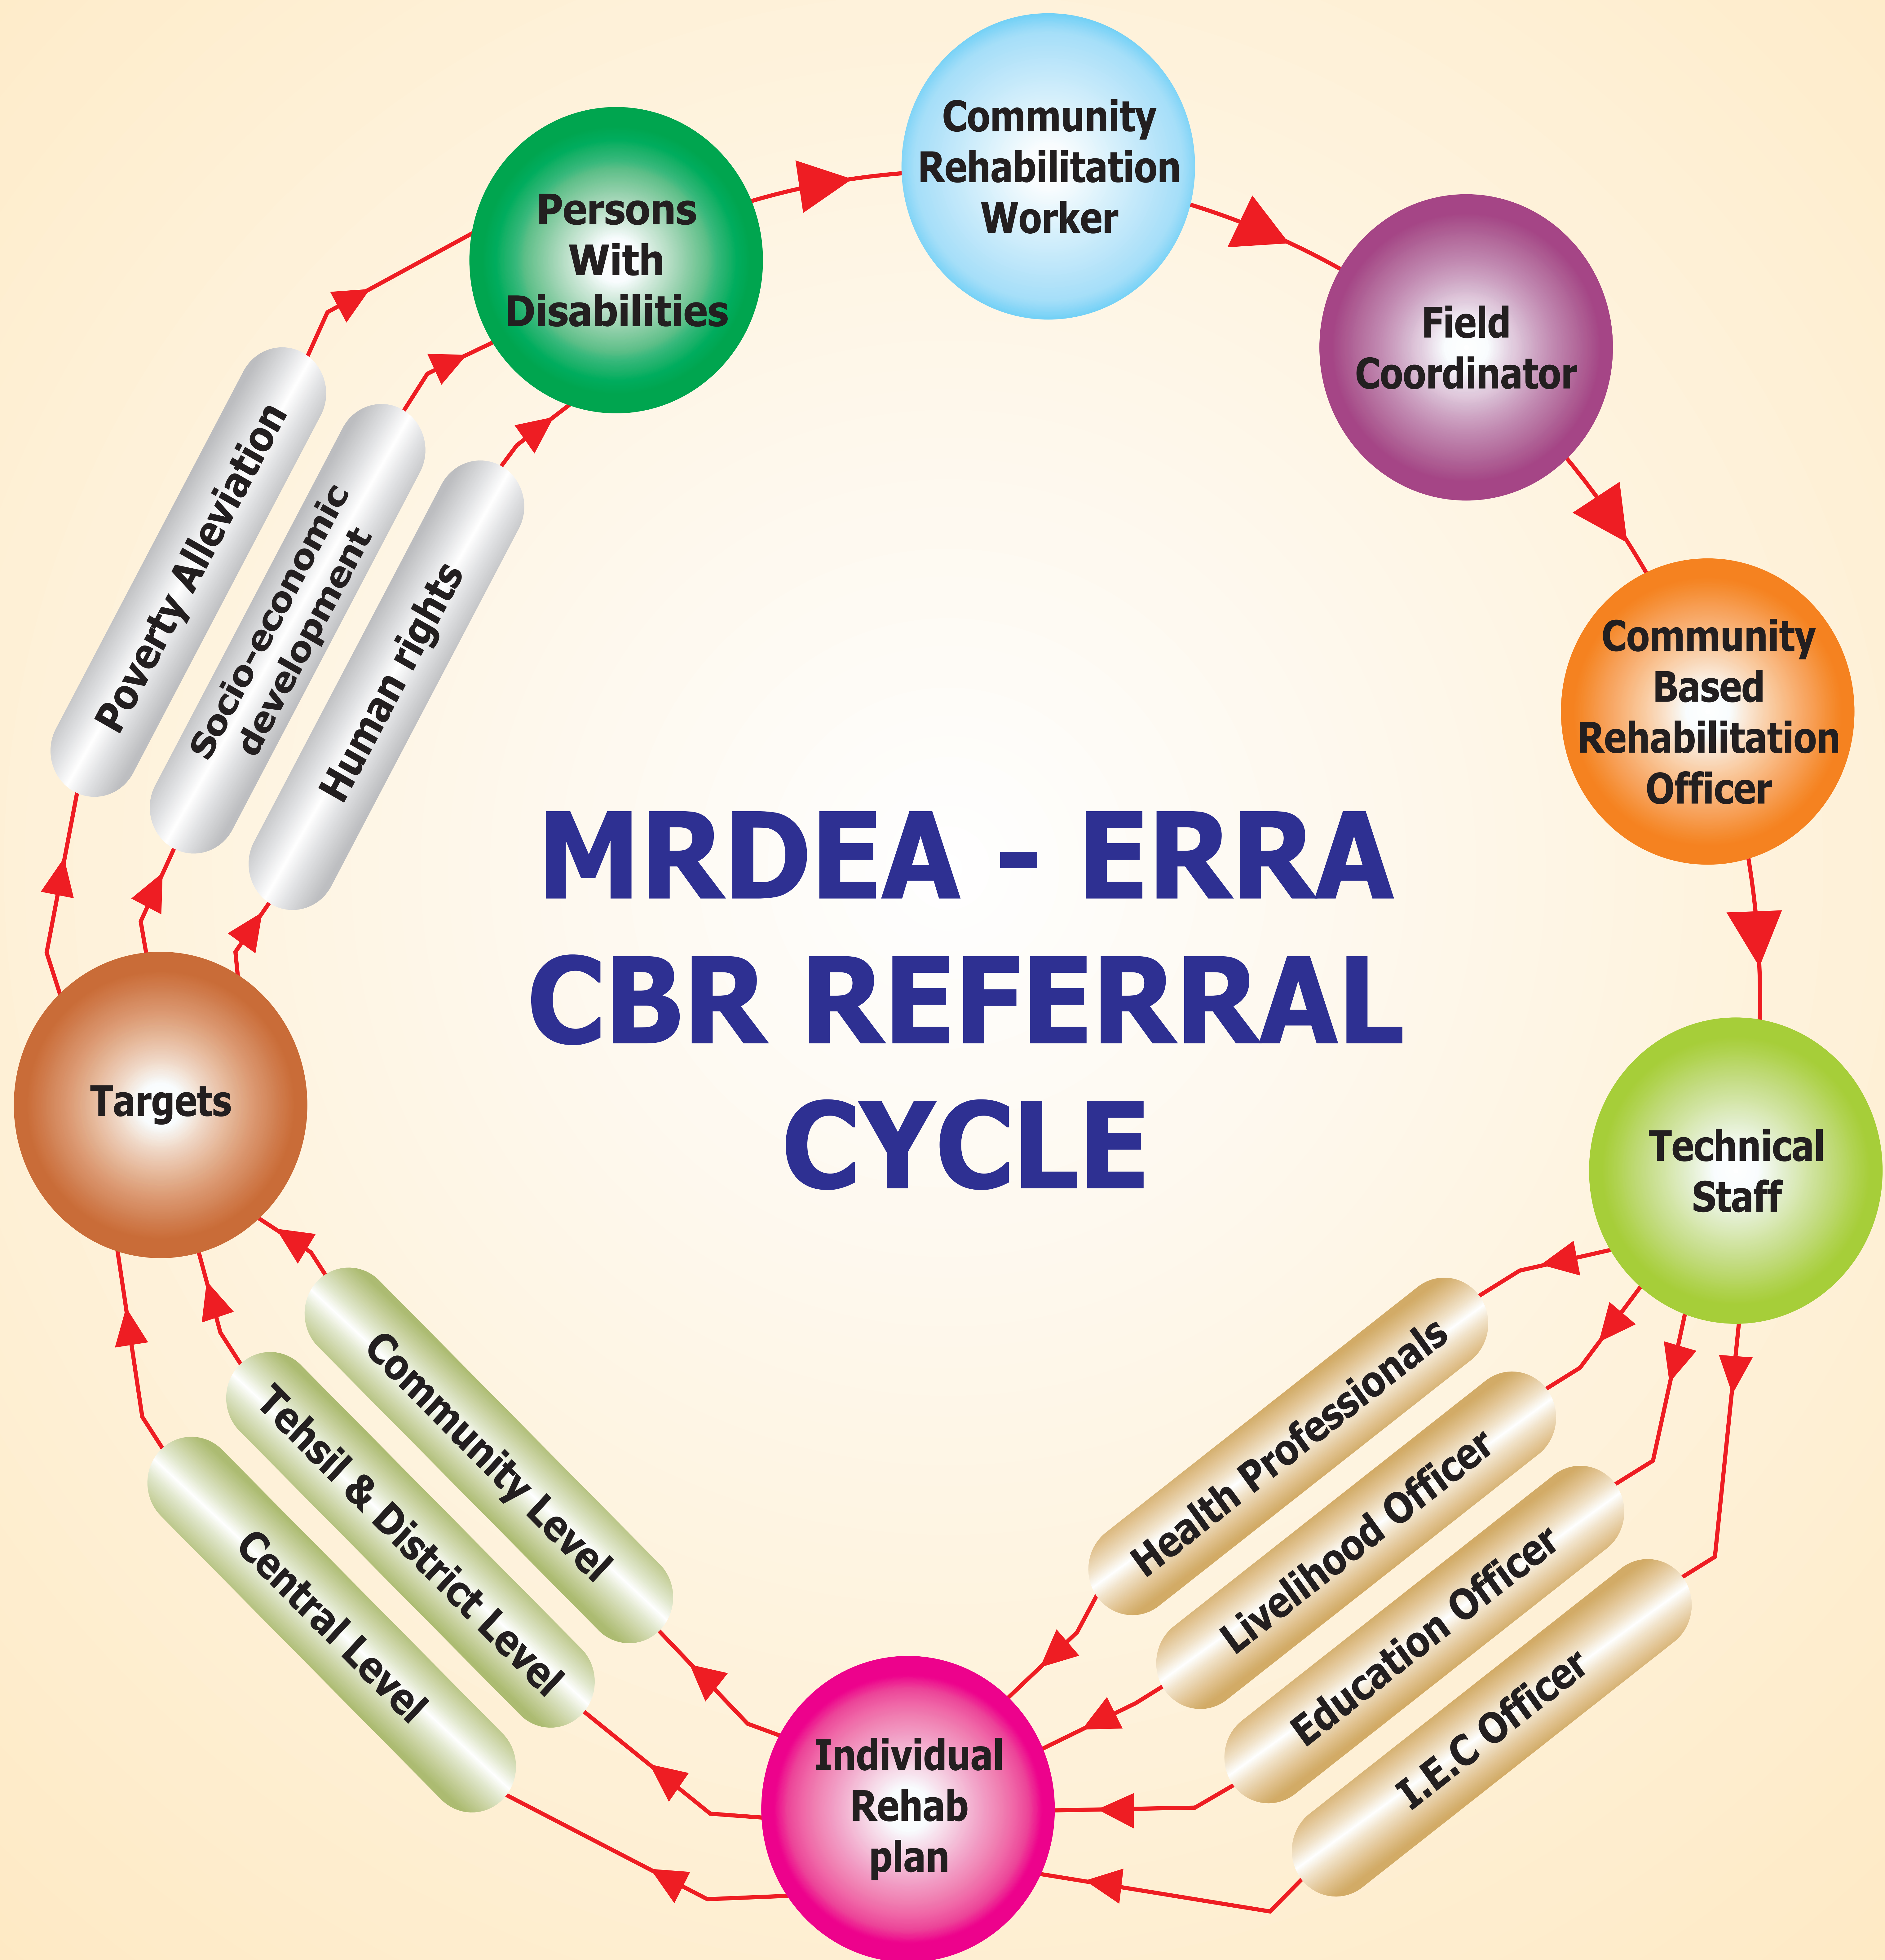 Community
Rehabilitation
Worker
Persons
With
Disabilities
Field
Coordinator
Community
Based
Rehabilitation
Officer
Technical
Staff
Health Professionals
Livelihood Officer
Education Officer
I.E.C Officer
Individual
Rehab
plan
Community Level
Tehsil & District Level
Central Level
Targets
Poverty Alleviation
Socio-economic
development
Human rights
MRDEA - ERRA
CBR REFERRAL
CYCLE